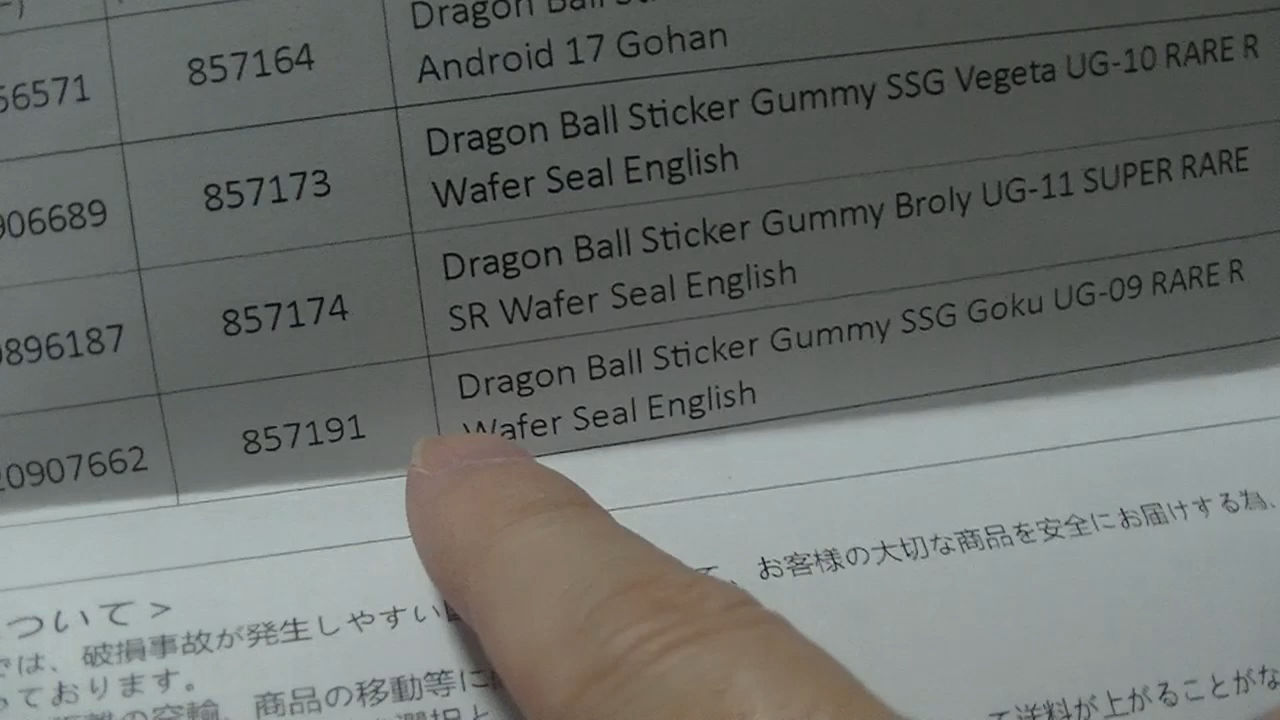 Dragon Ball
56571 857164 Android 17 Gohan
906689 857173 Dragon Ball Sticker Gummy SSG Vegeta UG-10 RARE R
Wafer Seal English
896187 857174 Dragon Ball Sticker Gummy Broly UG-11 SUPER RARE
SR Wafer Seal English
0907662 857191 Dragon Ball Sticker Gummy SSG Goku UG-09 RARE R
Wafer Seal English
ついて>
お客様の大切な商品を安全にお届けする為、
では、破損事故が発生しやすい
っております。
商品の移動等に
送料が上がることがな